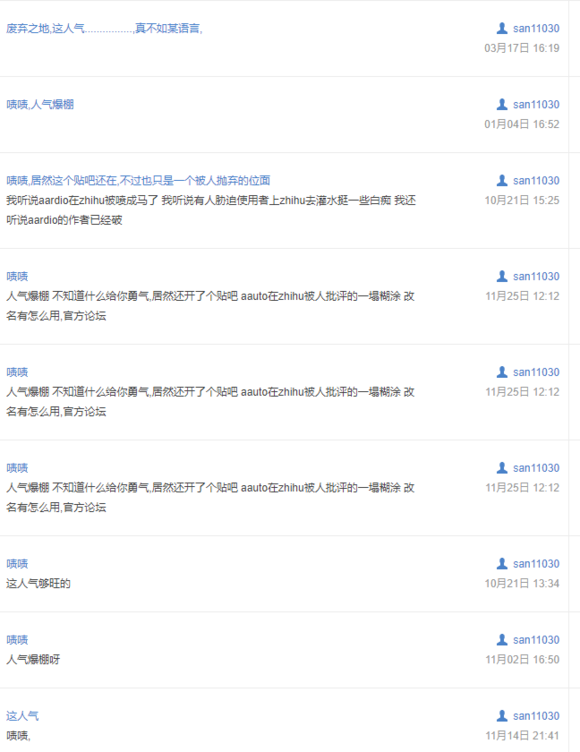 废弃之地,这人气................,真不如某语言,
san11030
03月17日 16:19
啧啧,人气爆棚
san11030
01月04日 16:52
啧啧,居然这个贴吧还在,不过也只是一个被人抛弃的位面
san11030
我听说aardio在zhihu被喷成马了 我听说有人胁迫使用者上zhihu去灌水挺一些白痴 我还
10月21日 15:25
听说aardio的作者已经破
啧啧
san11030
人气爆棚 不知道什么给你勇气,居然还开了个贴吧 aauto在zhihu被人批评的一塌糊涂 改
11月25日 12:12
名有怎么用,官方论坛
啧啧
san11030
人气爆棚 不知道什么给你勇气,居然还开了个贴吧 aauto在zhihu被人批评的一塌糊涂 改
11月25日 12:12
名有怎么用,官方论坛
啧啧
san11030
人气爆棚 不知道什么给你勇气,居然还开了个贴吧 aauto在zhihu被人批评的一塌糊涂 改
11月25日 12:12
名有怎么用,官方论坛
啧啧
san11030
这人气够旺的
10月21日 13:34
啧啧
san11030
人气爆棚呀
11月02日 16:50
这人气
san11030
啧啧,
11月14日 21:41